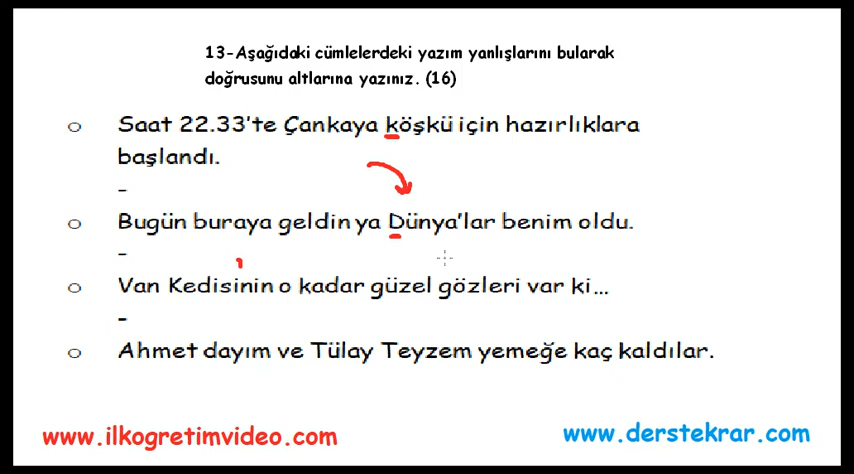 13-Aşağıdaki cümlelerdeki yazım yanlışlarını bularak
doğrusunu altlarına yazınız. (16)
o Saat 22.33'te Çankaya köşkü için hazırlıklara
başlandı.
-
o Bugün buraya geldin ya Dünya'lar benim oldu.
-
o Van Kedisinin o kadar güzel gözleri var ki...
-
o Ahmet dayım ve Tülay Teyzem yemeğe kaç kaldılar.
www.ilkogretimvideo.com
www.derstekrar.com